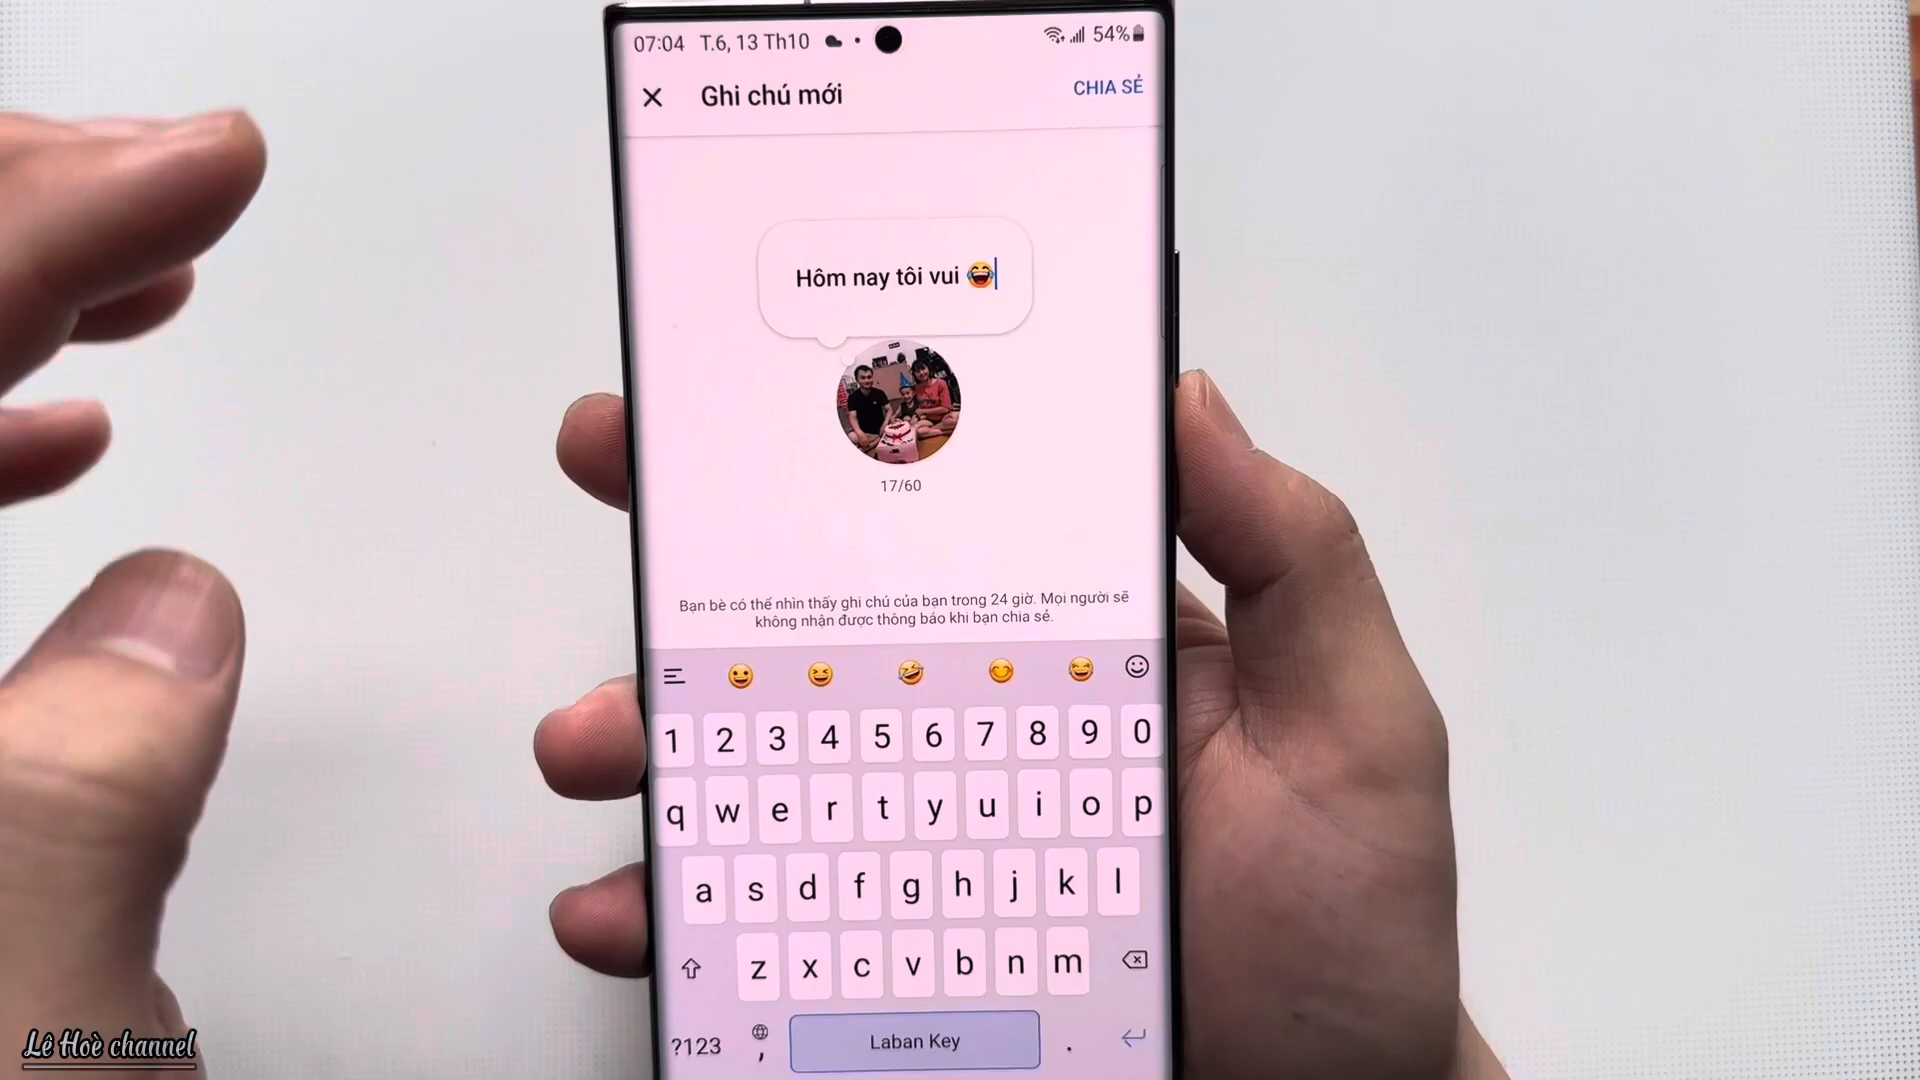 07:04 T.6, 13 Th10 54%
Ghi chú mới
CHIA SẺ
Hôm nay tôi vui 😂
17/60
Bạn bè có thể nhìn thấy ghi chú của bạn trong 24 giờ. Mọi người sẽ
không nhận được thông báo khi bạn chia sẻ.
1 2 3 4 5 6 7 8 9 0
q w e r t y u i o p
a s d f g h j k l
z x c v b n m
?123 , Laban Key .
Lê Hoè channel